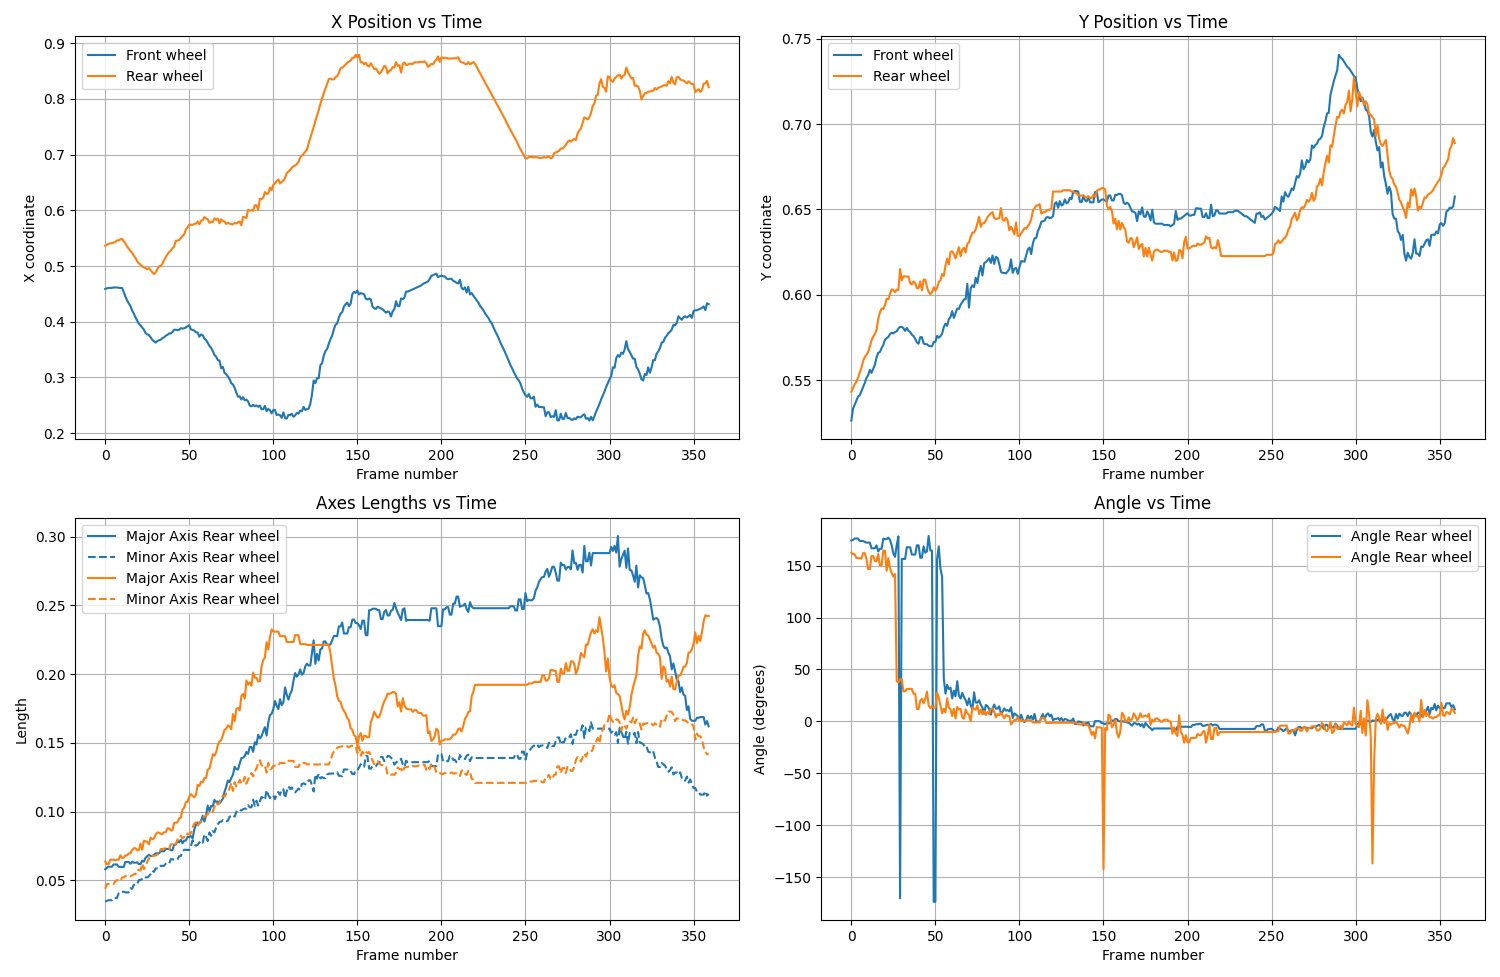 X Position vs Time
Front wheel
Rear wheel
0.9
0.8
0.7
0.6
0.5
0.4
0.3
0.2
X coordinate
0 50 100 150 200 250 300 350
Frame number
Y Position vs Time
Front wheel
Rear wheel
0.75
0.70
0.65
0.60
0.55
Y coordinate
0 50 100 150 200 250 300 350
Frame number
Axes Lengths vs Time
Major Axis Rear wheel
Minor Axis Rear wheel
Major Axis Rear wheel
Minor Axis Rear wheel
0.30
0.25
0.20
0.15
0.10
0.05
Length
0 50 100 150 200 250 300 350
Frame number
Angle vs Time
Angle Rear wheel
Angle Rear wheel
150
100
50
0
−50
−100
−150
Angle (degrees)
0 50 100 150 200 250 300 350
Frame number